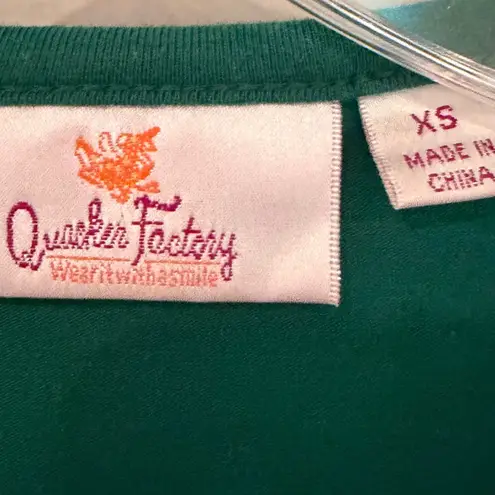 Quacker Factory
Wearitwithasmile
XS
MADE IN
CHINA